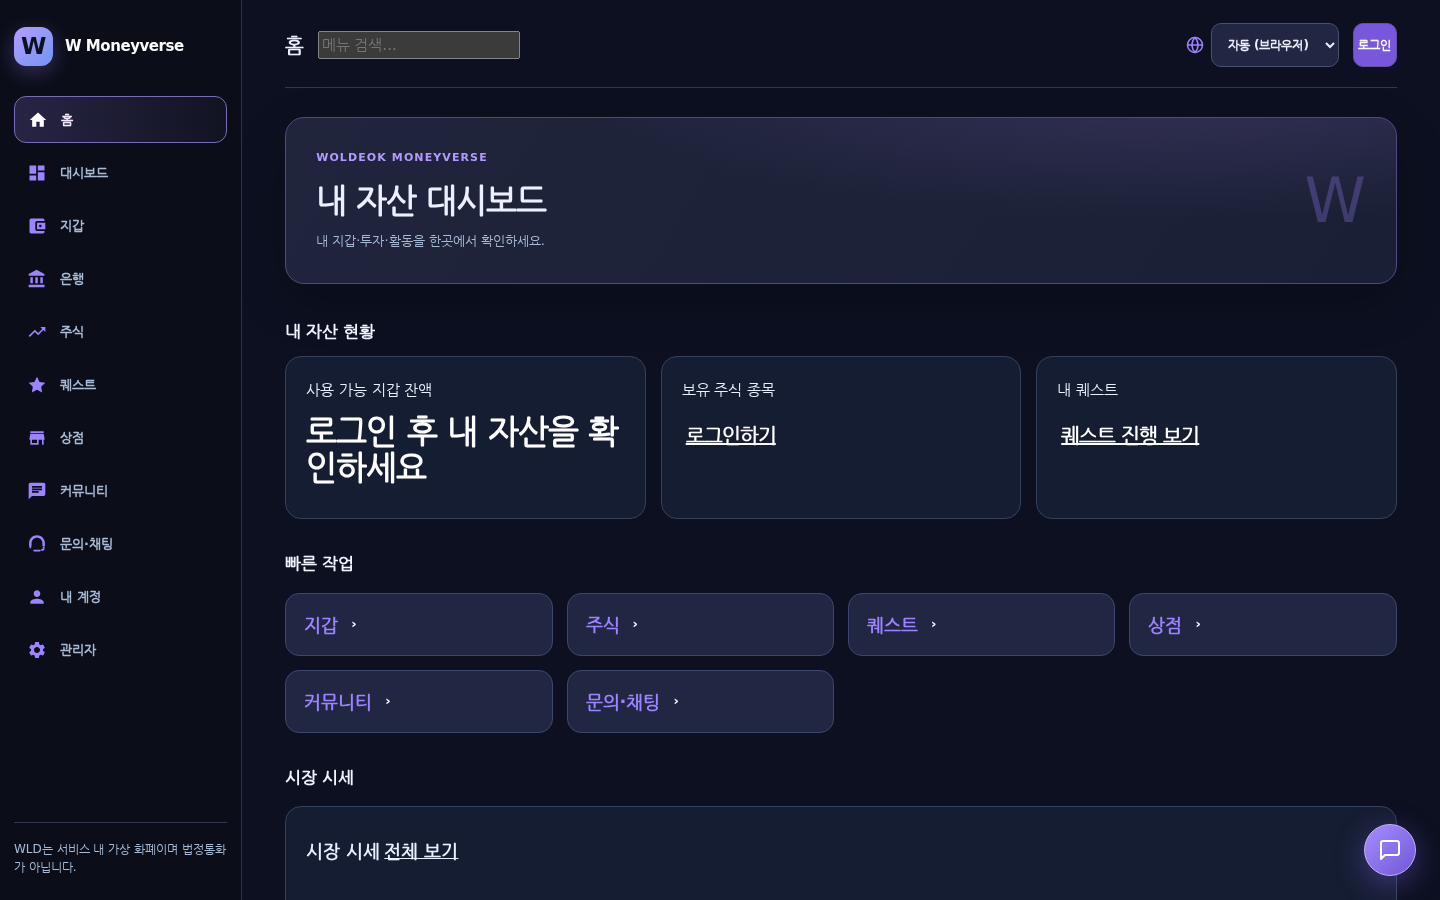 W
W Moneyverse
홈
대시보드
지갑
은행
주식
퀘스트
상점
커뮤니티
문의·채팅
내 계정
관리자
WLD는 서비스 내 가상 화폐이며 법정통화
가 아닙니다.
홈
메뉴 검색...
자동 (브라우저)
로그인
WOLDEOK MONEYVERSE
내 자산 대시보드
내 지갑·투자·활동을 한곳에서 확인하세요.
W
내 자산 현황
사용 가능 지갑 잔액
로그인 후 내 자산을 확
인하세요
보유 주식 종목
로그인하기
내 퀘스트
퀘스트 진행 보기
빠른 작업
지갑 ›
주식 ›
퀘스트 ›
상점 ›
커뮤니티 ›
문의·채팅 ›
시장 시세
시장 시세 전체 보기